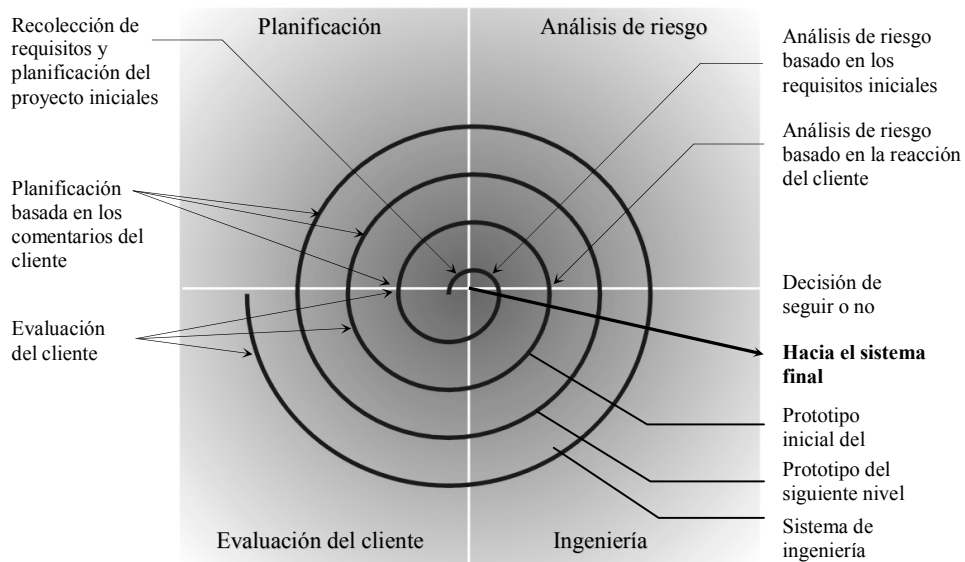 Recolección de
requisitos y
planificación del
proyecto iniciales
Planificación
Análisis de riesgo
Análisis de riesgo
basado en los
requisitos iniciales
Análisis de riesgo
basado en la reacción
del cliente
Planificación
basada en los
comentarios del
cliente
Decisión de
seguir o no
Evaluación
del cliente
Hacia el sistema
final
Prototipo
inicial del
Prototipo del
siguiente nivel
Sistema de
ingeniería
Evaluación del cliente
Ingeniería